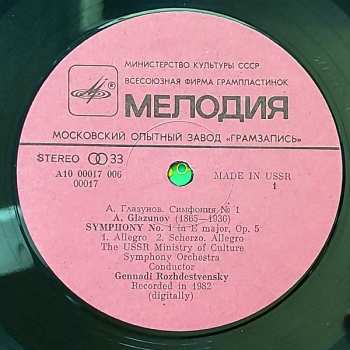 МИНИСТЕРСТВО КУЛЬТУРЫ СССР
ВСЕСОЮЗНАЯ ФИРМА ГРАМПЛАСТИНОК
МЕЛОДИЯ
МОСКОВСКИЙ ОПЫТНЫЙ ЗАВОД «ГРАМЗАПИСЬ»
STEREO 33
A10 00017 006
00017
MADE IN USSR
1
А. Глазунов. Симфония № 1
A. Glazunov (1865—1936)
SYMPHONY No. 1 in E major, Op. 5
1. Allegro 2. Scherzo. Allegro
The USSR Ministry of Culture
Symphony Orchestra
Conductor
Gennadi Rozhdestvensky
Recorded in 1982
(digitally)